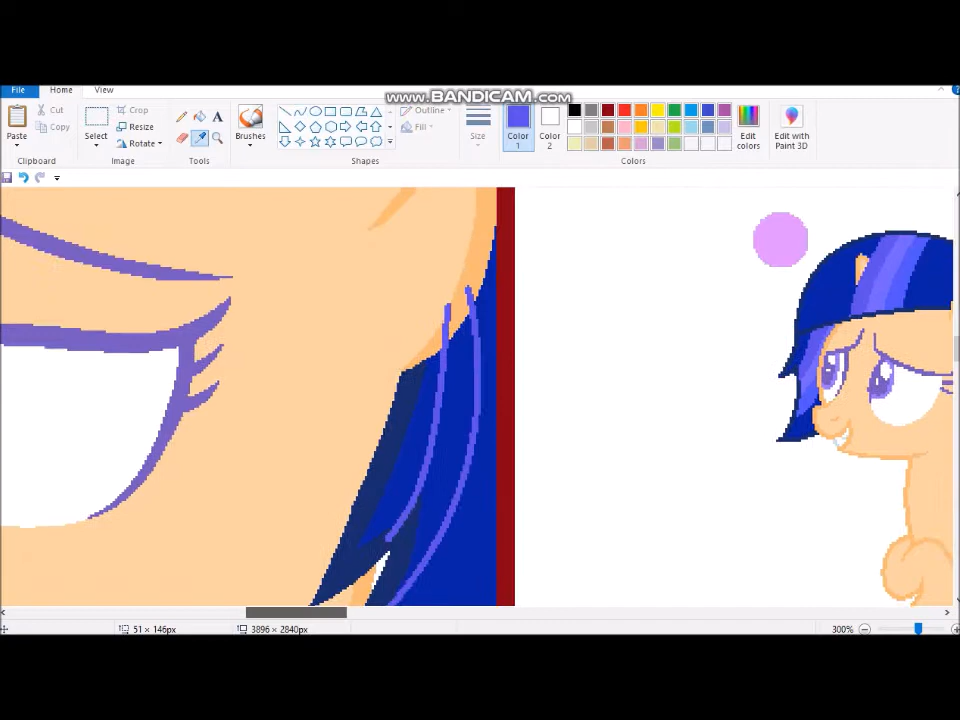 www.BANDICAM.com
File Home View
Paste
Cut
Copy
Clipboard
Select
Crop
Resize
Rotate
Image
Tools
Brushes
Outline
Fill
Shapes
Size
Color
1
Color
2
Edit
colors
Colors
Edit with
Paint 3D
51 × 146px
3896 × 2840px
300%